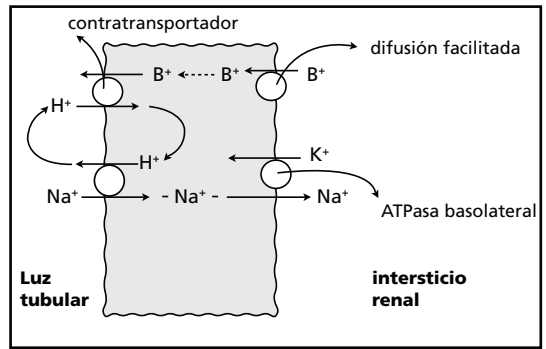 contratransportador
difusión facilitada
B⁺ B⁺ B⁺
H⁺
H⁺
K⁺
Na⁺ - Na⁺ - Na⁺
ATPasa basolateral
Luz
tubular
intersticio
renal